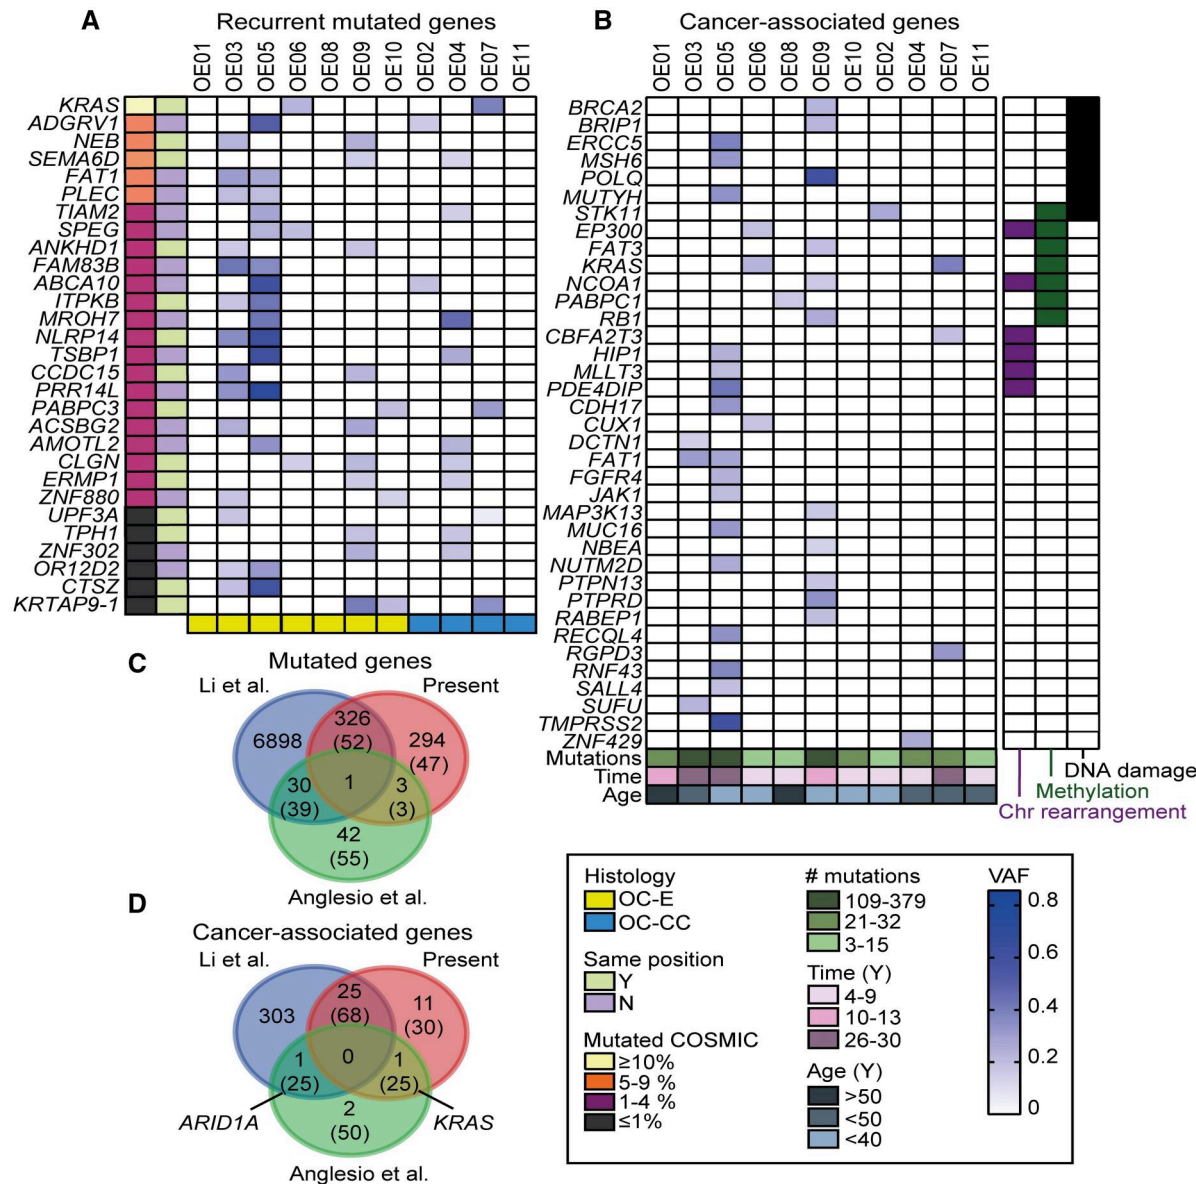 A
Recurrent mutated genes
OE01 OE03 OE05 OE06 OE08 OE09 OE10 OE02 OE04 OE07 OE11
KRAS
ADGRV1
NEB
SEMA6D
FAT1
PLEC
TIAM2
SPEG
ANKHD1
FAM83B
ABCA10
ITPKB
MROH7
NLRP14
TSBP1
CCDC15
PRR14L
PABPC3
ACSBG2
AMOTL2
CLGN
ERMP1
ZNF880
UPF3A
TPH1
ZNF302
OR12D2
CTSZ
KRTAP9-1
B
Cancer-associated genes
OE01 OE03 OE05 OE06 OE08 OE09 OE10 OE02 OE04 OE07 OE11
BRCA2
BRIP1
ERCC5
MSH6
POLQ
MUTYH
STK11
EP300
FAT3
KRAS
NCOA1
PABPC1
RB1
CBFA2T3
HIP1
MLLT3
PDE4DIP
CDH17
CUX1
DCTN1
FAT1
FGFR4
JAK1
MAP3K13
MUC16
NBEA
NUTM2D
PTPN13
PTPRD
RABEP1
RECQL4
RGPD3
RNF43
SALL4
SUFU
TMPRSS2
ZNF429
Mutations
Time
Age
DNA damage
Methylation
Chr rearrangement
C
Mutated genes
Li et al. Present
6898
326
(52)
294
(47)
30
(39)
1
3
(3)
42
(55)
Anglesio et al.
D
Cancer-associated genes
Li et al. Present
303
25
(68)
11
(30)
1
(25)
0
1
(25)
2
(50)
ARID1A KRAS
Anglesio et al.
Histology
OC-E
OC-CC
Same position
Y
N
Mutated COSMIC
≥10%
5-9 %
1-4 %
≤1%
# mutations
109-379
21-32
3-15
Time (Y)
4-9
10-13
26-30
Age (Y)
>50
<50
<40
VAF
0.8
0.6
0.4
0.2
0